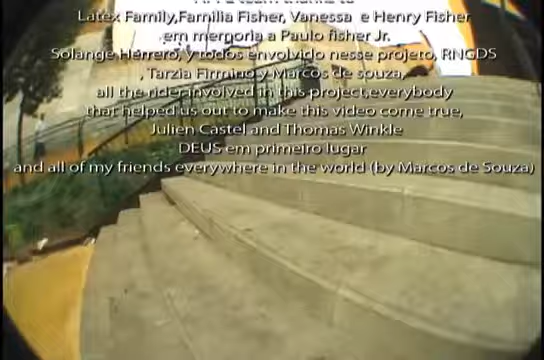 team thanks to
Latex Family,Familia Fisher, Vanessa e Henry Fisher
em memoria a Paulo fisher Jr.
Solange Herrero, y todos envolvido nesse projeto, RNGDS
, Tarzia Firmino y Marcos de souza,
all the rider involved in this project,everybody
that helped us out to make this video come true,
Julien Castel and Thomas Winkle
DEUS em primeiro lugar
and all of my friends everywhere in the world (by Marcos de Souza)